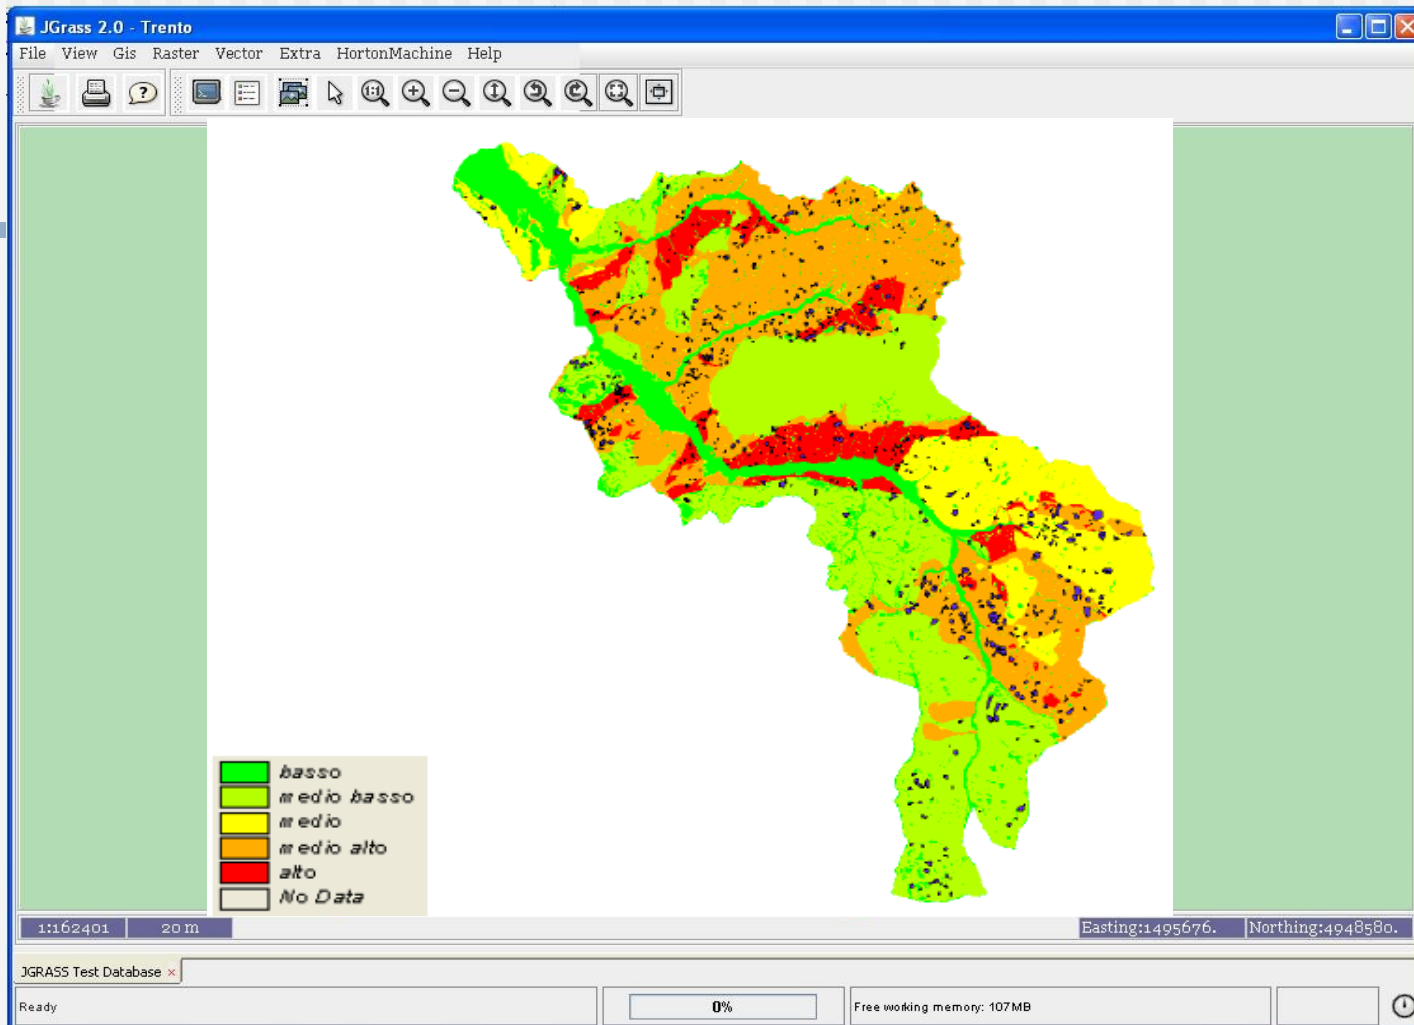 JGrass 2.0 - Trento
File View Gis Raster Vector Extra HortonMachine Help
basso
medio basso
medio
medio alto
alto
No Data
1:162401 20 m Easting:1495676. Northing:4948580.
JGRASS Test Database ×
Ready 0% Free working memory: 107MB